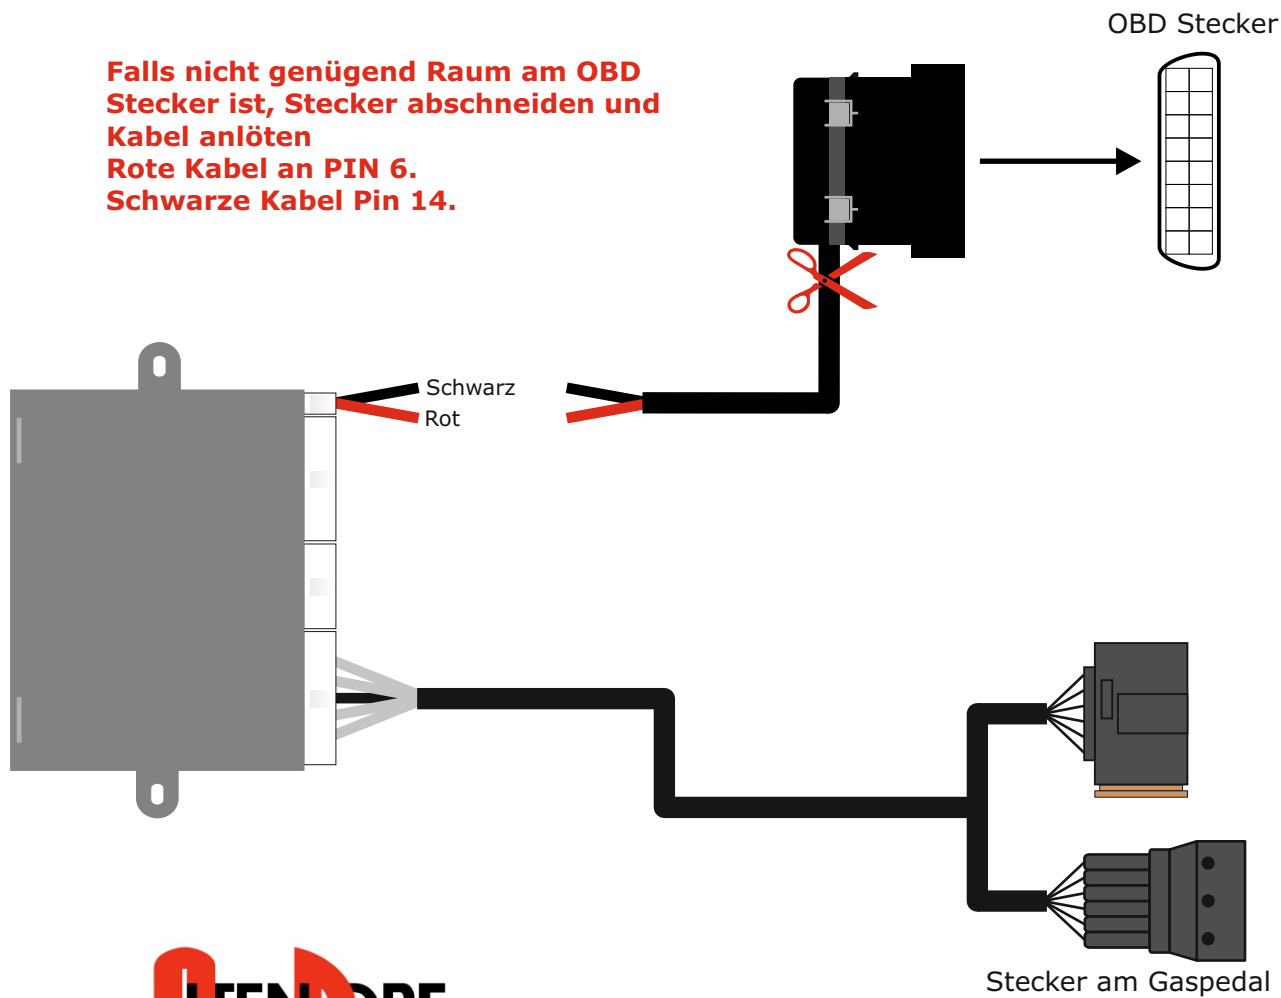 OBD Stecker
Falls nicht genügend Raum am OBD
Stecker ist, Stecker abschneiden und
Kabel anlöten
Rote Kabel an PIN 6.
Schwarze Kabel Pin 14.
Schwarz
Rot
Stecker am Gaspedal